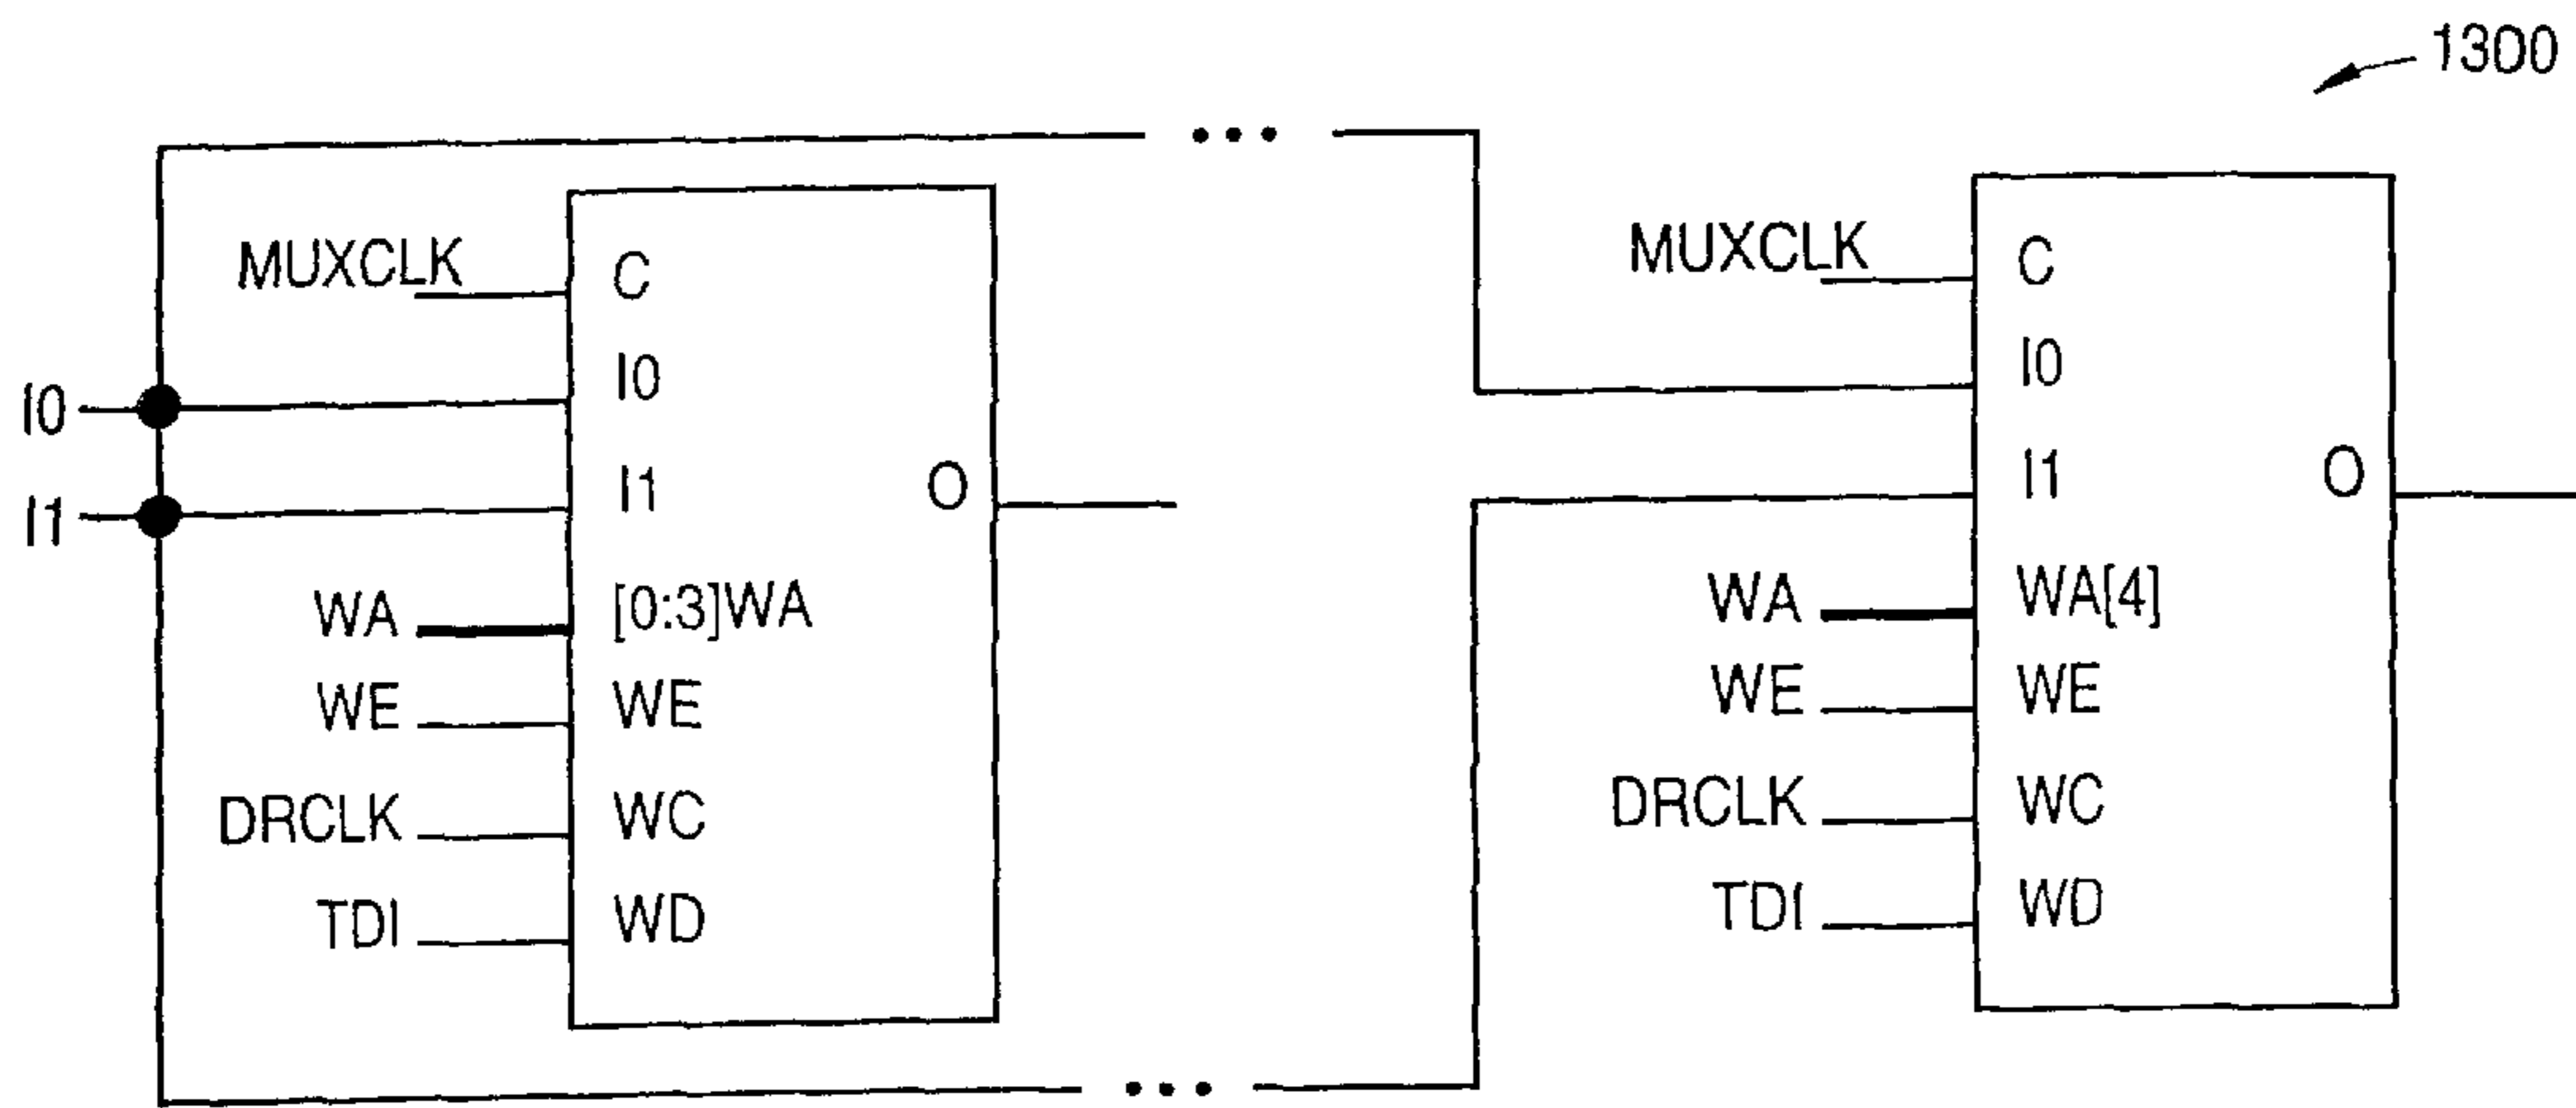 1300
MUXCLK
C
I0
I0
I1
I1
O
WA
[0:3]WA
WE
WE
DRCLK
WC
TDI
WD
MUXCLK
C
I0
I1
O
WA
WA[4]
WE
WE
DRCLK
WC
TDI
WD